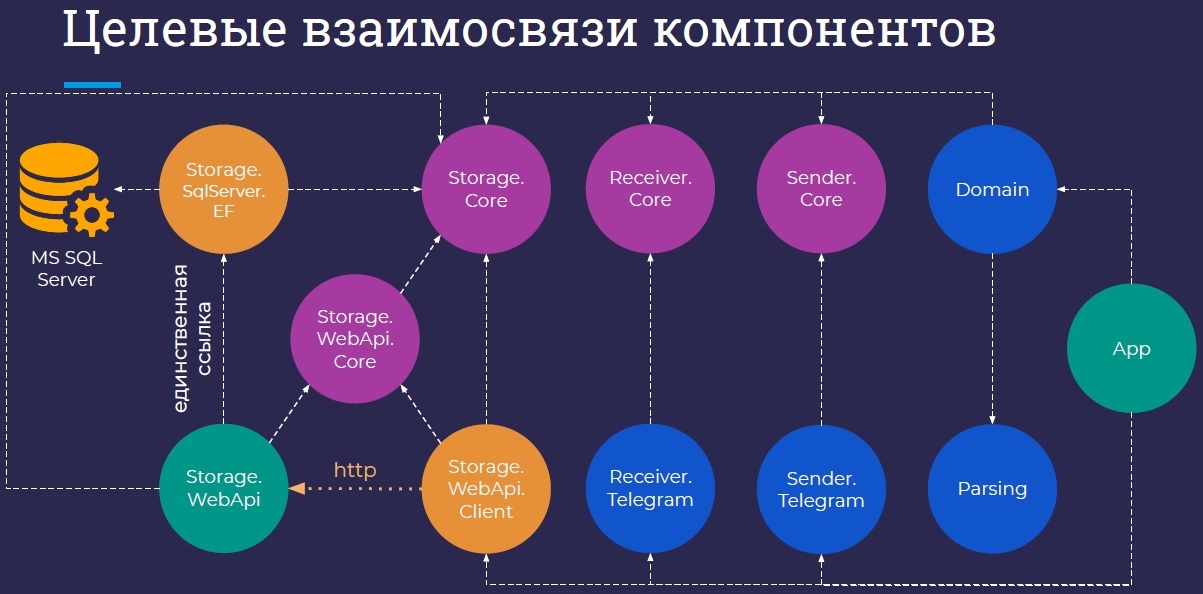 Целевые взаимосвязи компонентов
MS SQL
Server
Storage.
SqlServer.
EF
Storage.
Core
Receiver.
Core
Sender.
Core
Domain
единственная
ссылка
Storage.
WebApi.
Core
App
Storage.
WebApi
http
Storage.
WebApi.
Client
Receiver.
Telegram
Sender.
Telegram
Parsing